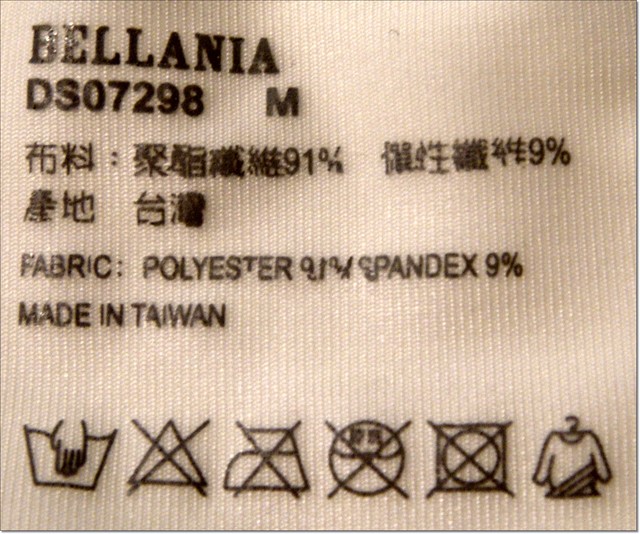 BELLANIA
DS07298 M
布料：聚酯纖維91% 彈性纖維9%
產地 台灣
FABRIC: POLYESTER 91% SPANDEX 9%
MADE IN TAIWAN